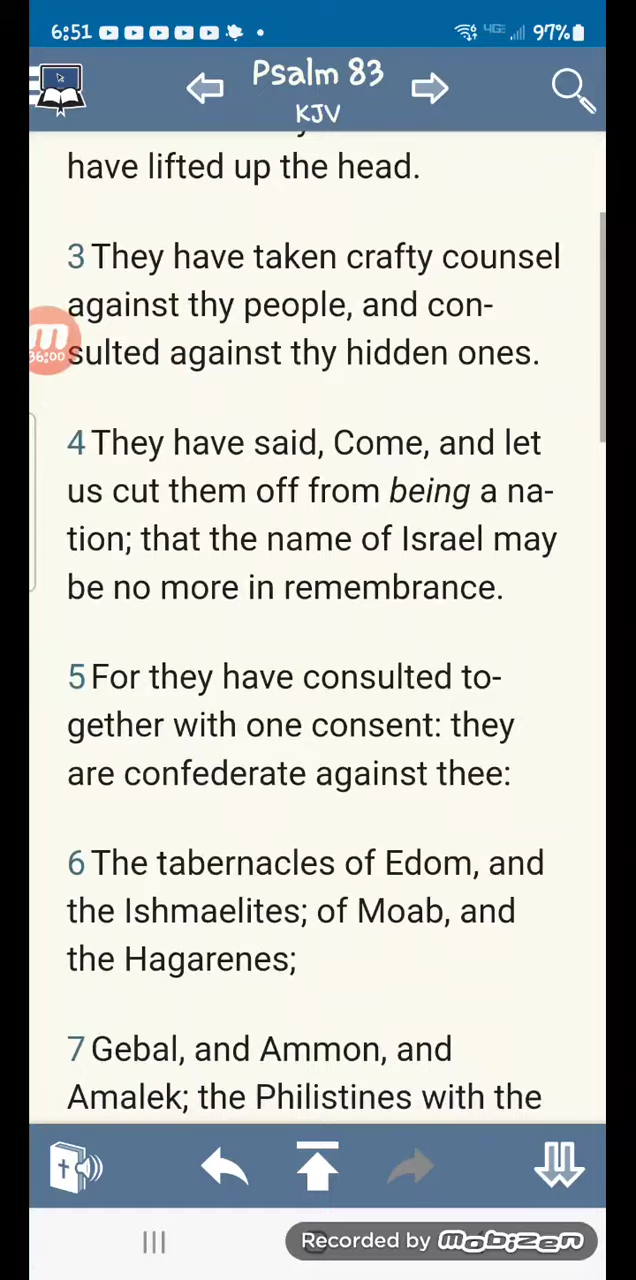 6:51 4GE 97%
Psalm 83
KJV
have lifted up the head.
3 They have taken crafty counsel
against thy people, and con-
36:00
sulted against thy hidden ones.
4 They have said, Come, and let
us cut them off from being a na-
tion; that the name of Israel may
be no more in remembrance.
5 For they have consulted to-
gether with one consent: they
are confederate against thee:
6 The tabernacles of Edom, and
the Ishmaelites; of Moab, and
the Hagarenes;
7 Gebal, and Ammon, and
Amalek; the Philistines with the
Recorded by mobizen